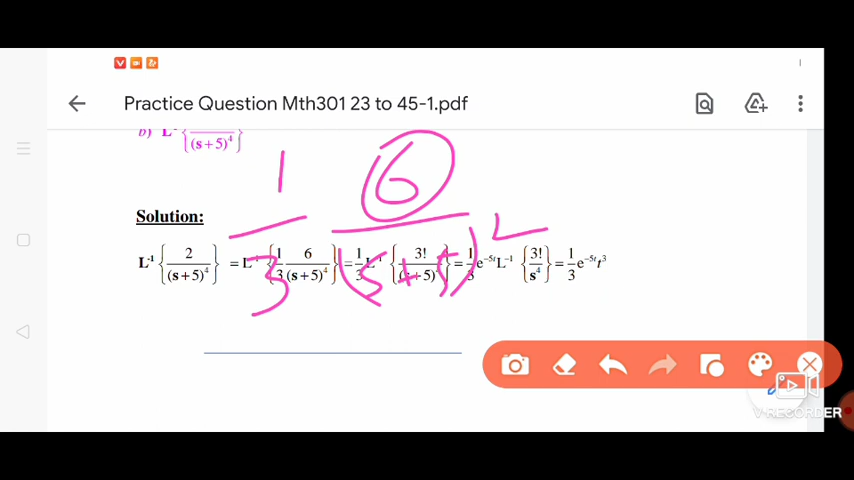 Practice Question Mth301 23 to 45-1.pdf
b) L⁻¹ { / (s+5)⁴ }
1 6
Solution:
L⁻¹ { 2 / (s+5)⁴ } = L⁻¹ { 1/3 6/(s+5)⁴ } = 1/3 L⁻¹ { 3! / (s+5)⁴ } = 1/3 e⁻⁵ᵗ L⁻¹ { 3! / s⁴ } = 1/3 e⁻⁵ᵗ t³
3 (s+5)
V RECORDER